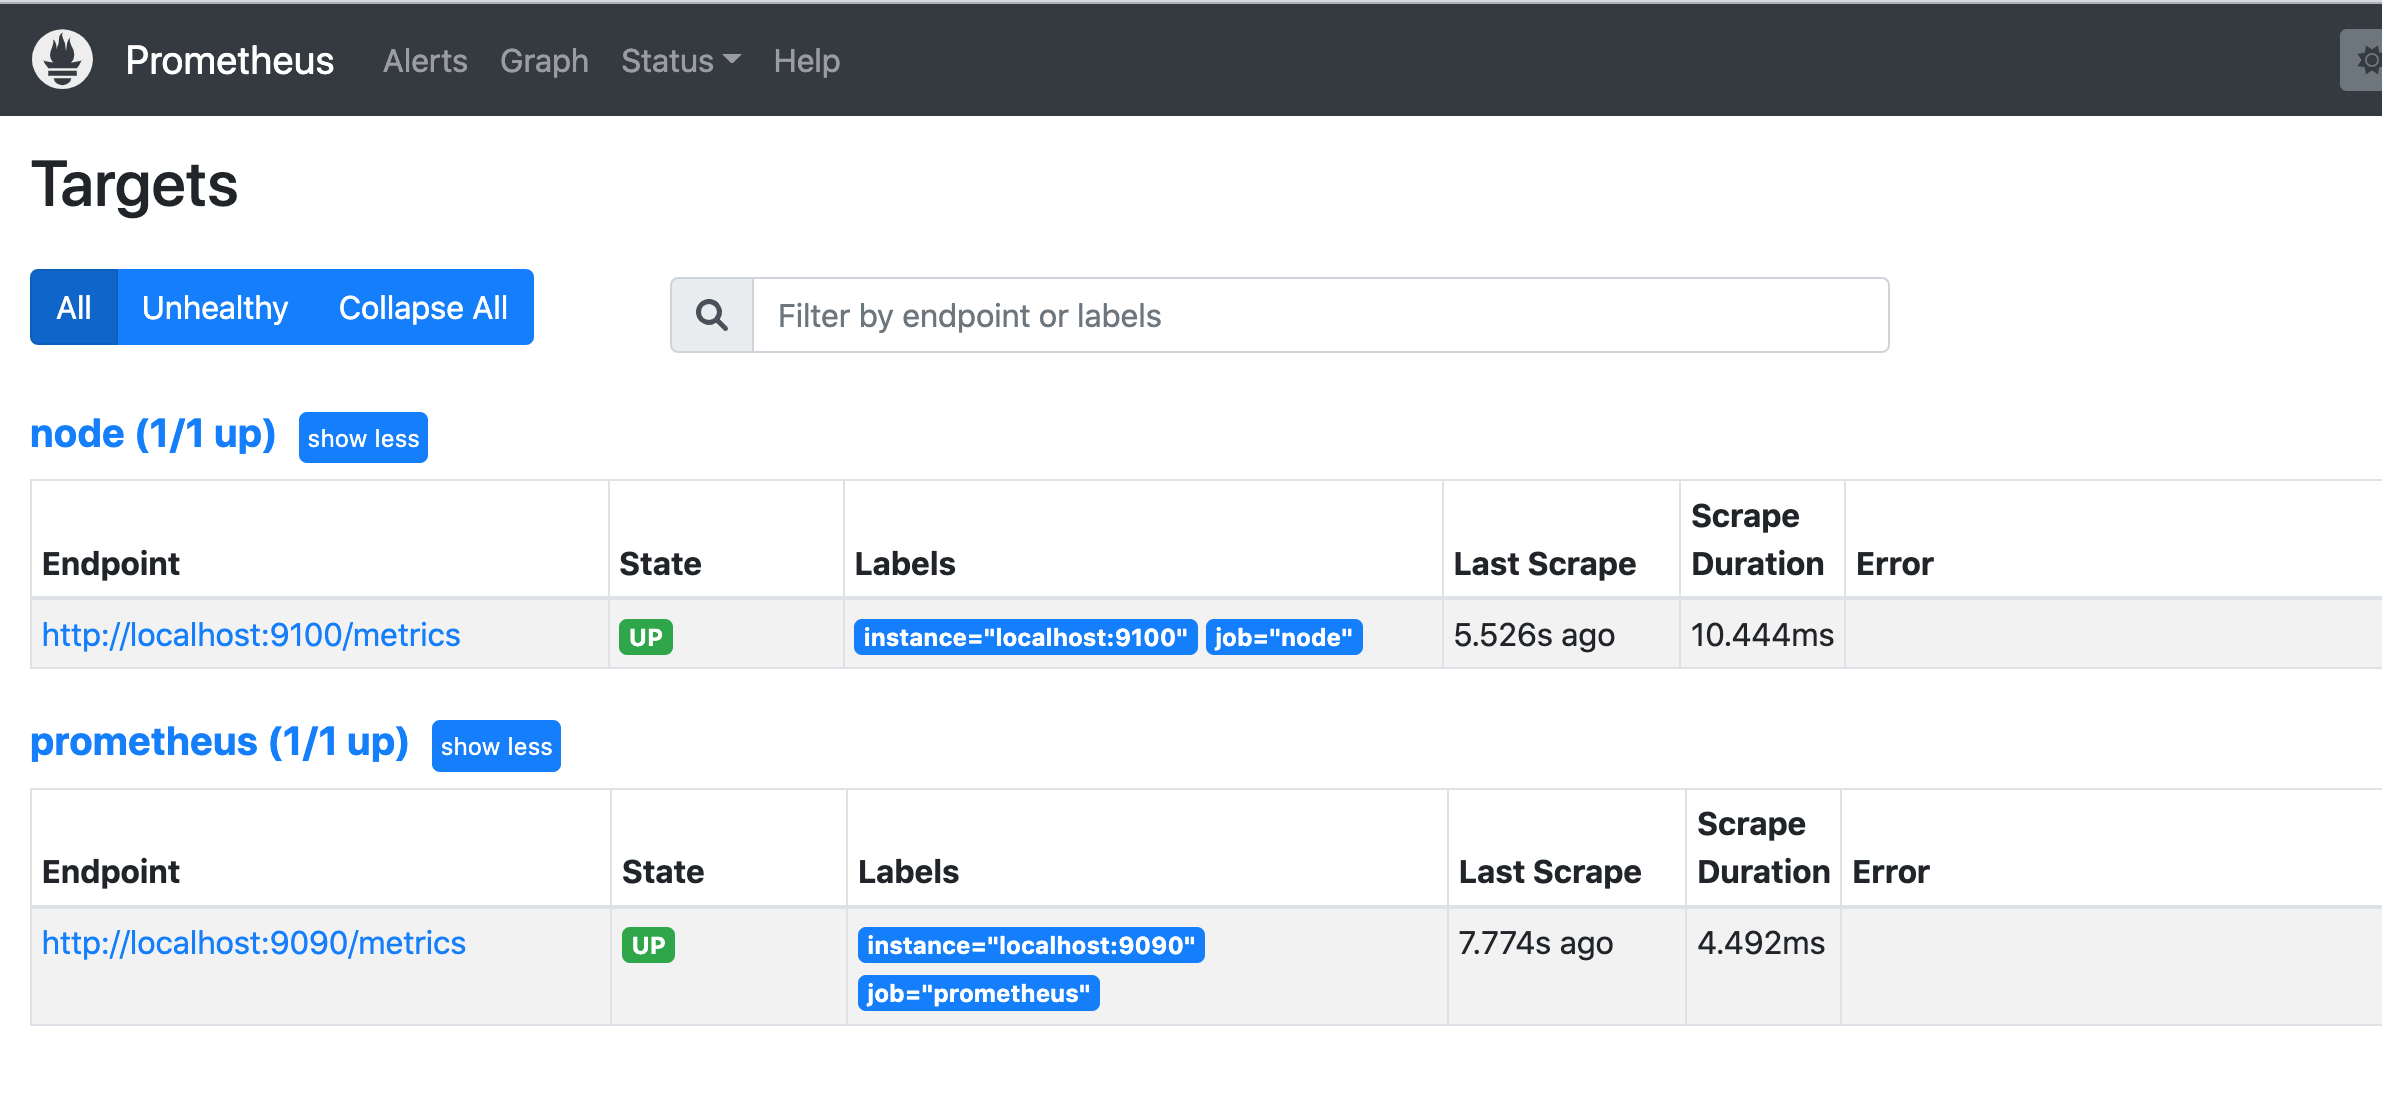 Prometheus Alerts Graph Status Help
Targets
All Unhealthy Collapse All
Filter by endpoint or labels
node (1/1 up) show less
Endpoint State Labels Last Scrape Scrape Duration Error
http://localhost:9100/metrics UP instance="localhost:9100" job="node" 5.526s ago 10.444ms
prometheus (1/1 up) show less
Endpoint State Labels Last Scrape Scrape Duration Error
http://localhost:9090/metrics UP instance="localhost:9090" 7.774s ago 4.492ms
job="prometheus"